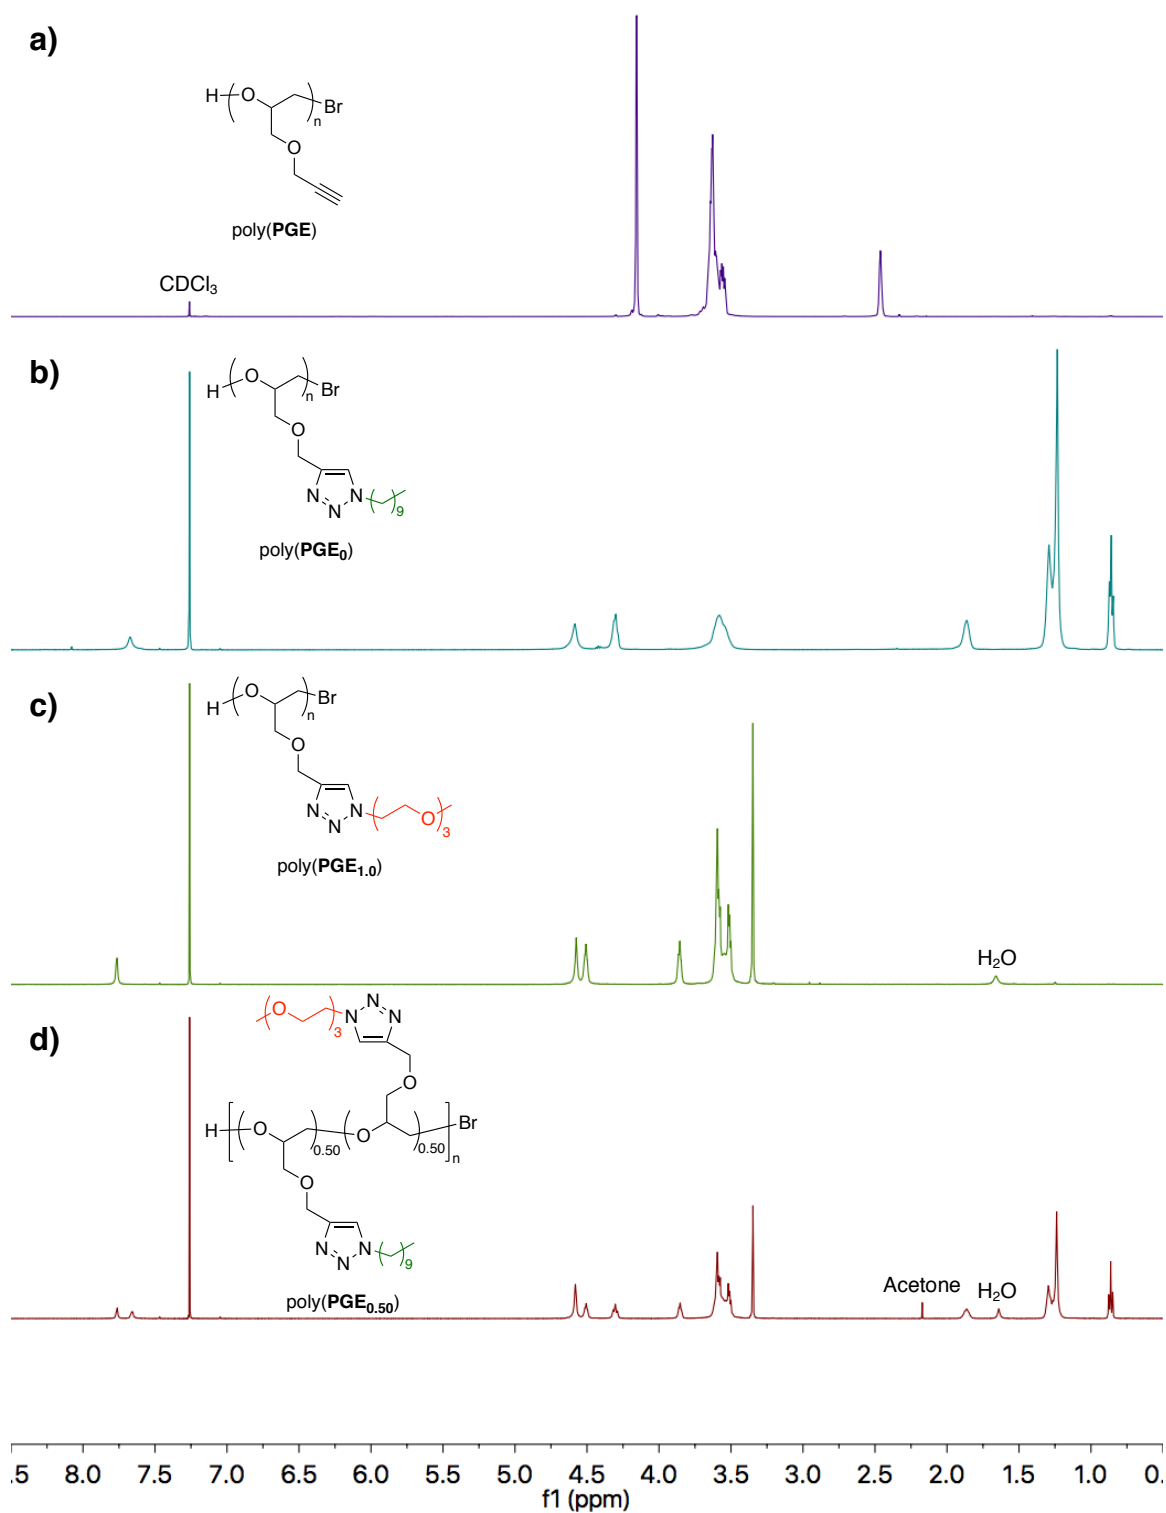 a)
H O Br
n
O
poly(PGE)
CDCl3
b)
H O Br
n
O
N N
N 9
poly(PGE0)
c)
H O Br
n
O
N N O
N 3
poly(PGE1.0)
H2O
d)
O N N N
3
O
H O O Br
0.50 0.50 n
O
N N
N 9
poly(PGE0.50)
Acetone H2O
.5 8.0 7.5 7.0 6.5 6.0 5.5 5.0 4.5 4.0 3.5 3.0 2.5 2.0 1.5 1.0 0.
f1 (ppm)